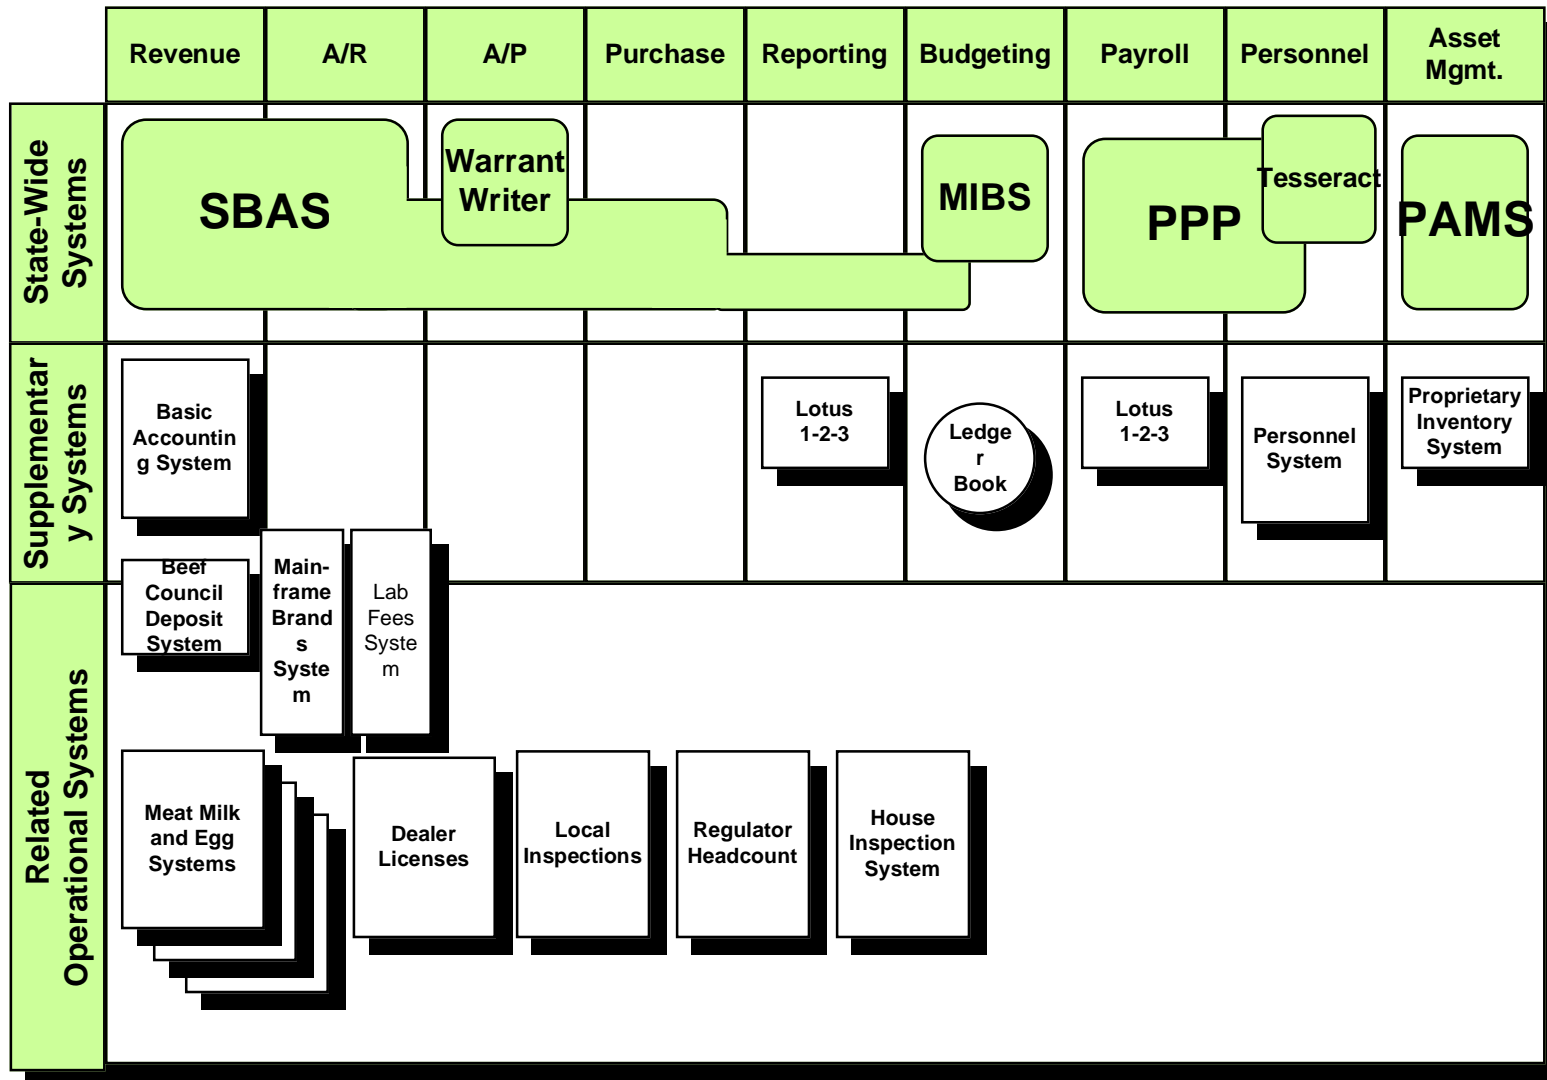 Revenue
A/R
A/P
Purchase
Reporting
Budgeting
Payroll
Personnel
Asset
Mgmt.
State-Wide
Systems
SBAS
Warrant
Writer
MIBS
PPP
Tesseract
PAMS
Supplementar
y Systems
Basic
Accountin
g System
Lotus
1-2-3
Ledge
r
Book
Lotus
1-2-3
Personnel
System
Proprietary
Inventory
System
Beef
Council
Deposit
System
Main-
frame
Brand
s
Syste
m
Lab
Fees
Syste
m
Related
Operational Systems
Meat Milk
and Egg
Systems
Dealer
Licenses
Local
Inspections
Regulator
Headcount
House
Inspection
System